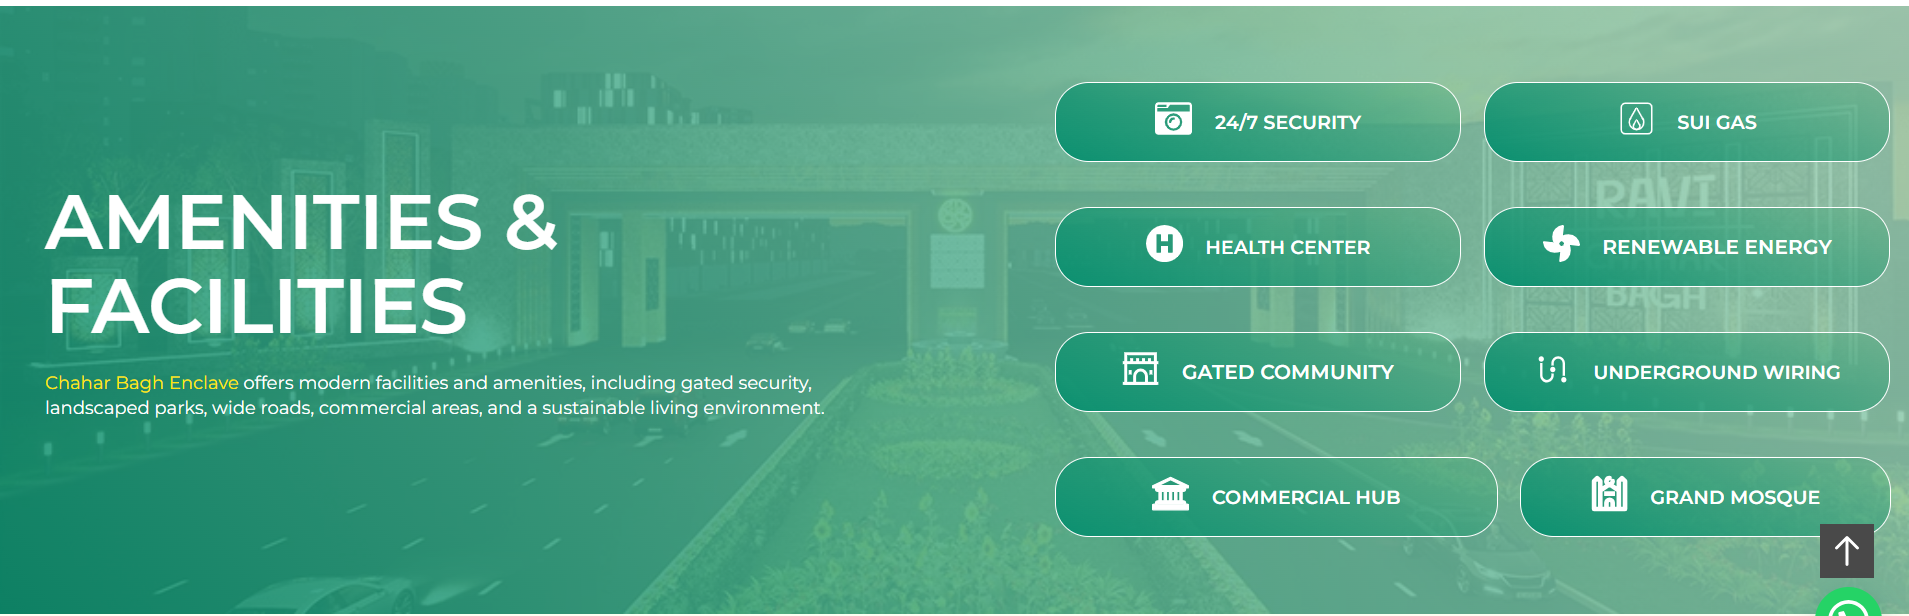 AMENITIES &
FACILITIES
Chahar Bagh Enclave offers modern facilities and amenities, including gated security,
landscaped parks, wide roads, commercial areas, and a sustainable living environment.
24/7 SECURITY
SUI GAS
HEALTH CENTER
RENEWABLE ENERGY
GATED COMMUNITY
UNDERGROUND WIRING
COMMERCIAL HUB
GRAND MOSQUE
RAVI
BAGH